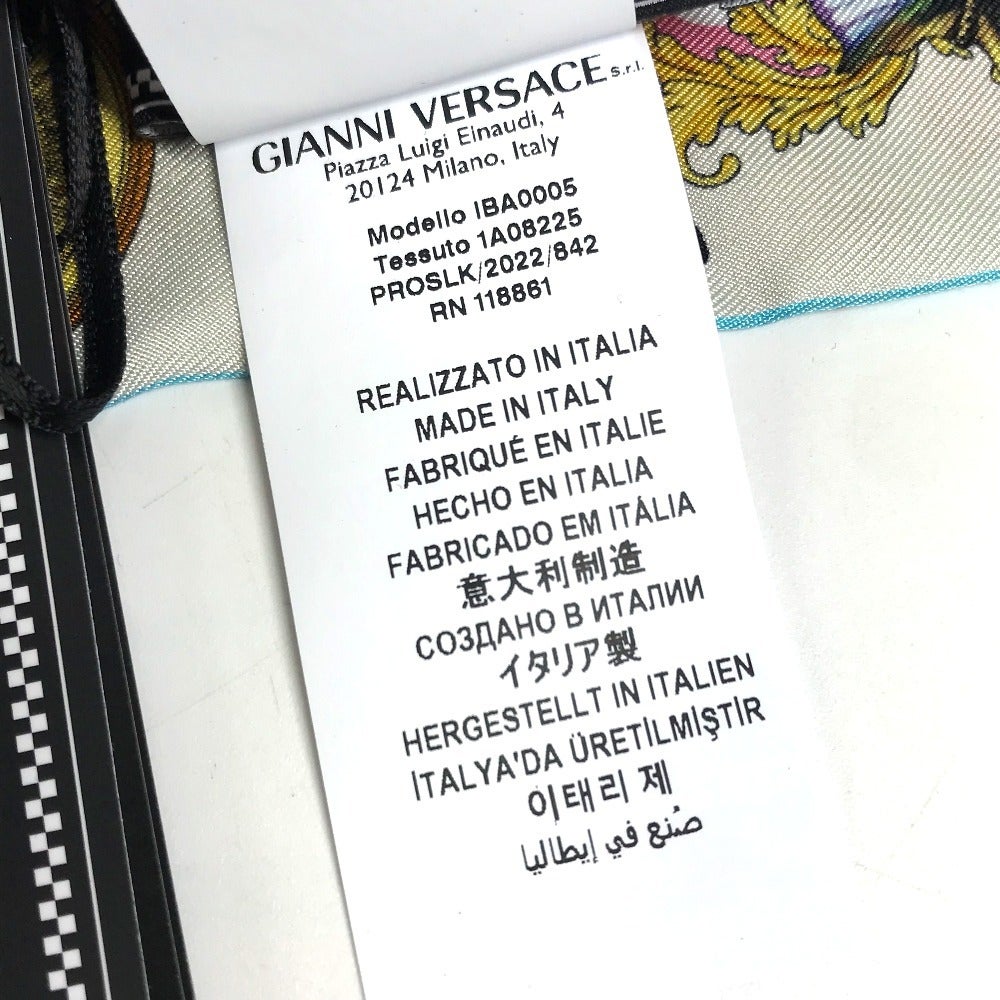 GIANNI VERSACE s.r.l.
Piazza Luigi Einaudi, 4
20124 Milano, Italy
Modello IBA0005
Tessuto 1A08225
PROSLK/2022/842
RN 118861
REALIZZATO IN ITALIA
MADE IN ITALY
FABRIQUÉ EN ITALIE
HECHO EN ITALIA
FABRICADO EM ITÁLIA
意大利制造
СОЗДАНО В ИТАЛИИ
イタリア製
HERGESTELLT IN ITALIEN
İTALYA'DA ÜRETİLMİŞTİR
이태리 제
صُنع في إيطاليا